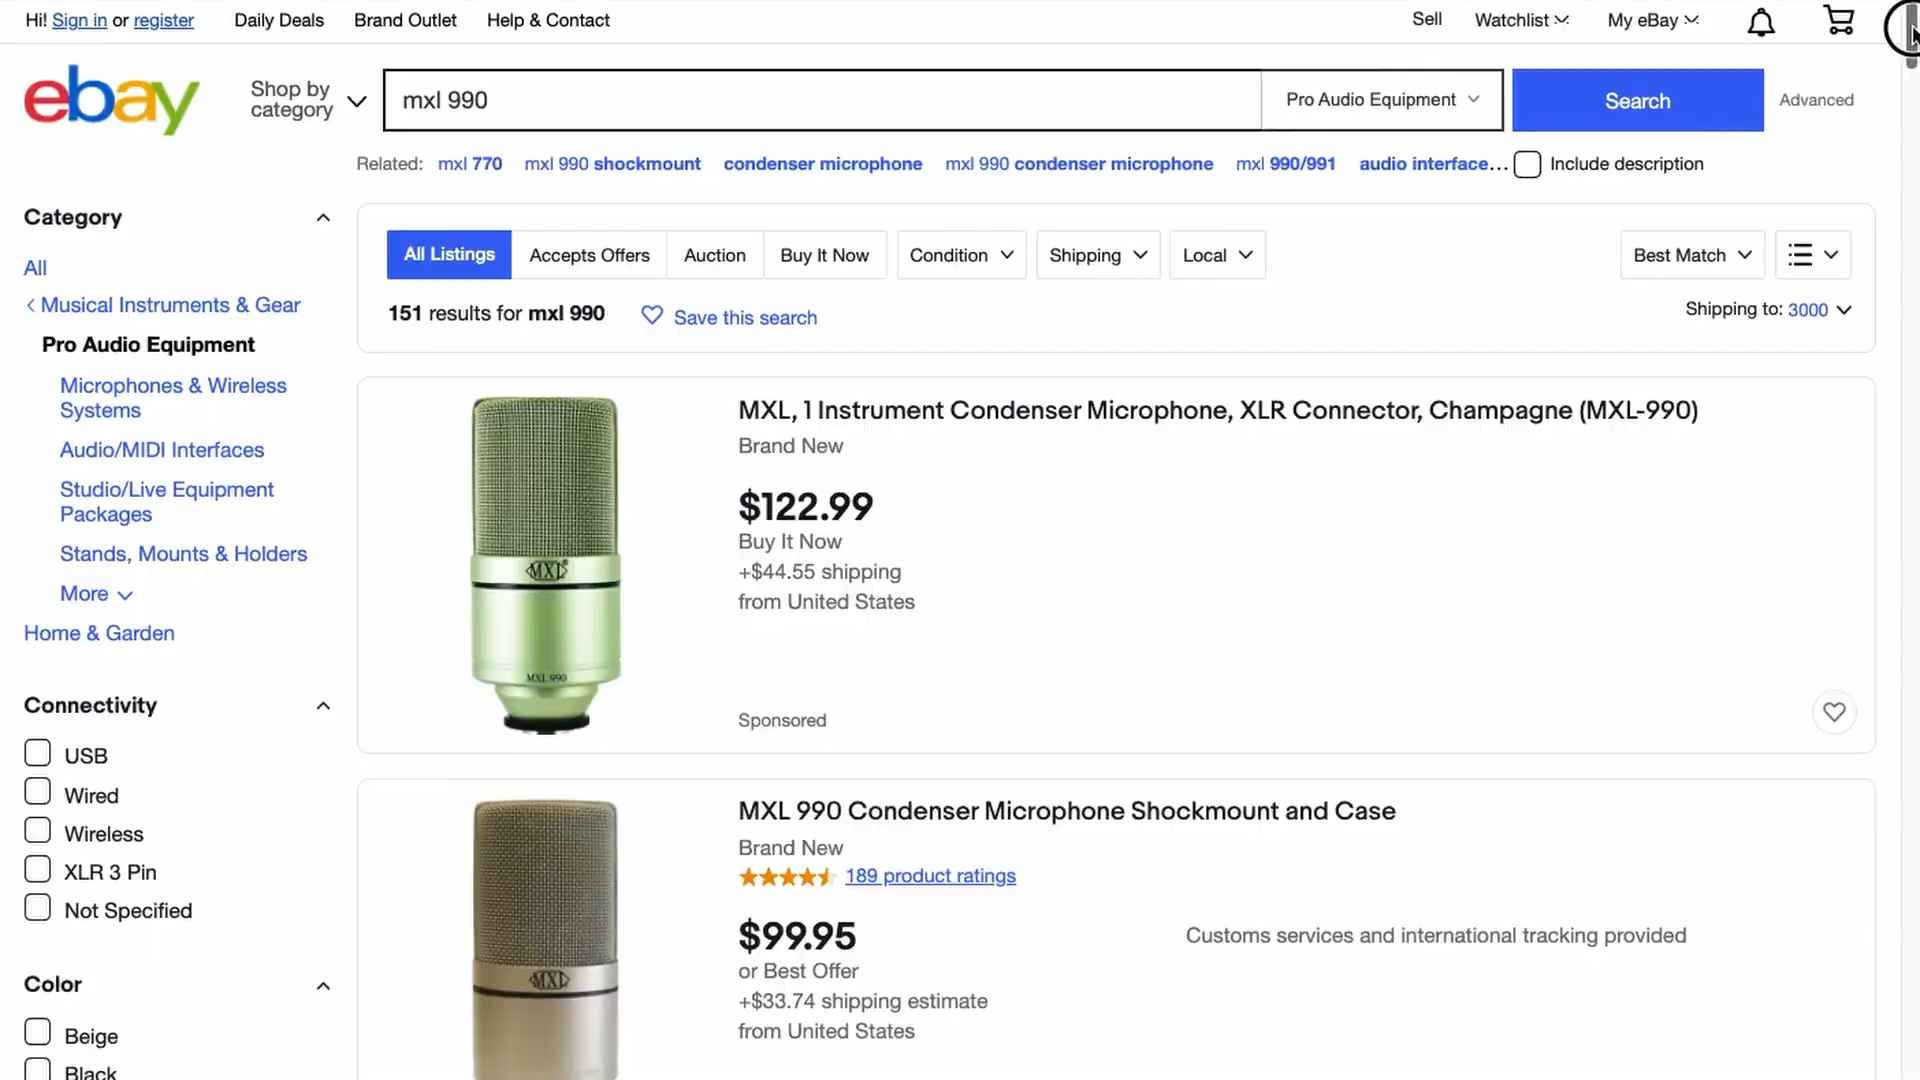 Hi! Sign in or register Daily Deals Brand Outlet Help & Contact Sell Watchlist My eBay
ebay
Shop by category
mxl 990
Pro Audio Equipment
Search
Advanced
Related: mxl 770 mxl 990 shockmount condenser microphone mxl 990 condenser microphone mxl 990/991 audio interface... Include description
Category
All
Musical Instruments & Gear
Pro Audio Equipment
Microphones & Wireless
Systems
Audio/MIDI Interfaces
Studio/Live Equipment
Packages
Stands, Mounts & Holders
More
Home & Garden
Connectivity
USB
Wired
Wireless
XLR 3 Pin
Not Specified
Color
Beige
Black
All Listings Accepts Offers Auction Buy It Now Condition Shipping Local Best Match
151 results for mxl 990 Save this search
Shipping to: 3000
MXL
MXL 990
MXL, 1 Instrument Condenser Microphone, XLR Connector, Champagne (MXL-990)
Brand New
$122.99
Buy It Now
+$44.55 shipping
from United States
Sponsored
MXL
MXL 990 Condenser Microphone Shockmount and Case
Brand New
189 product ratings
$99.95
or Best Offer
+$33.74 shipping estimate
from United States
Customs services and international tracking provided